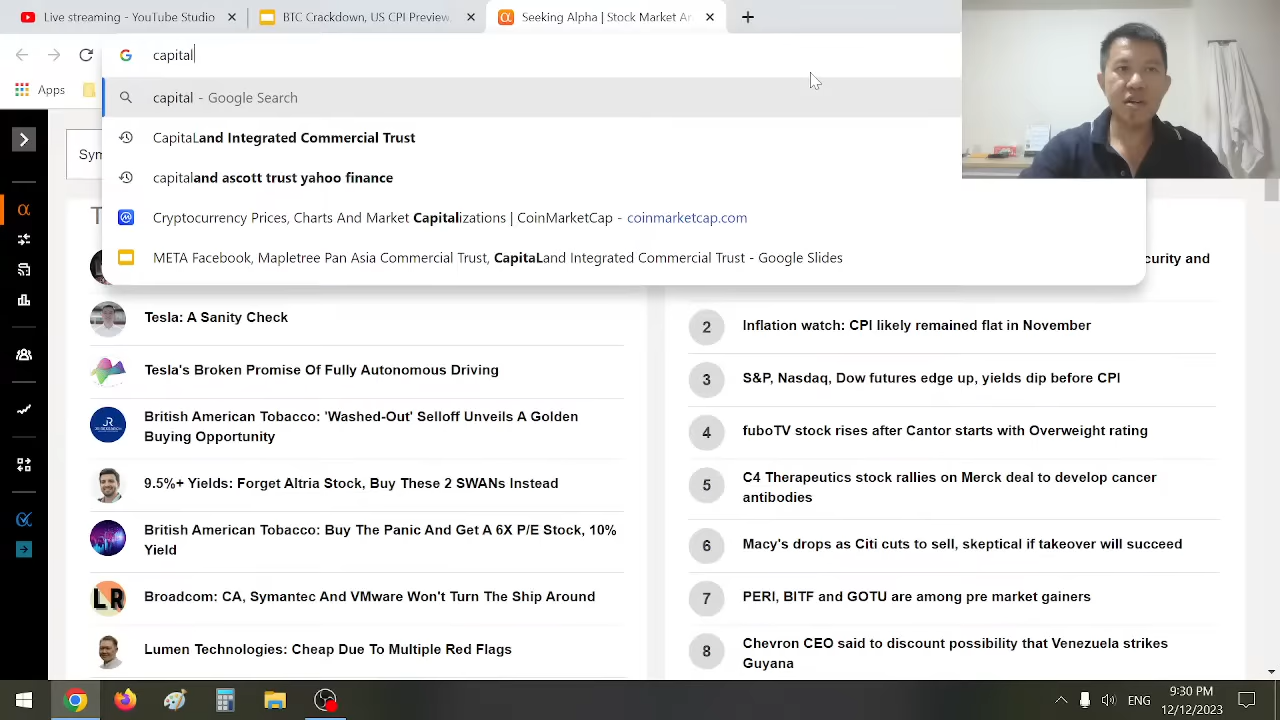 Live streaming - YouTube Studio
BTC Crackdown, US CPI Preview,
Seeking Alpha | Stock Market Ar
capital
Apps
capital - Google Search
CapitaLand Integrated Commercial Trust
capitaland ascott trust yahoo finance
Cryptocurrency Prices, Charts And Market Capitalizations | CoinMarketCap - coinmarketcap.com
META Facebook, Mapletree Pan Asia Commercial Trust, CapitaLand Integrated Commercial Trust - Google Slides
Sym
T
Tesla: A Sanity Check
Tesla's Broken Promise Of Fully Autonomous Driving
British American Tobacco: 'Washed-Out' Selloff Unveils A Golden
Buying Opportunity
9.5%+ Yields: Forget Altria Stock, Buy These 2 SWANs Instead
British American Tobacco: Buy The Panic And Get A 6X P/E Stock, 10%
Yield
LR
Broadcom: CA, Symantec And VMware Won't Turn The Ship Around
Lumen Technologies: Cheap Due To Multiple Red Flags
curity and
2 Inflation watch: CPI likely remained flat in November
3 S&P, Nasdaq, Dow futures edge up, yields dip before CPI
4 fuboTV stock rises after Cantor starts with Overweight rating
5 C4 Therapeutics stock rallies on Merck deal to develop cancer
antibodies
6 Macy's drops as Citi cuts to sell, skeptical if takeover will succeed
7 PERI, BITF and GOTU are among pre market gainers
8 Chevron CEO said to discount possibility that Venezuela strikes
Guyana
ENG
9:30 PM
12/12/2023